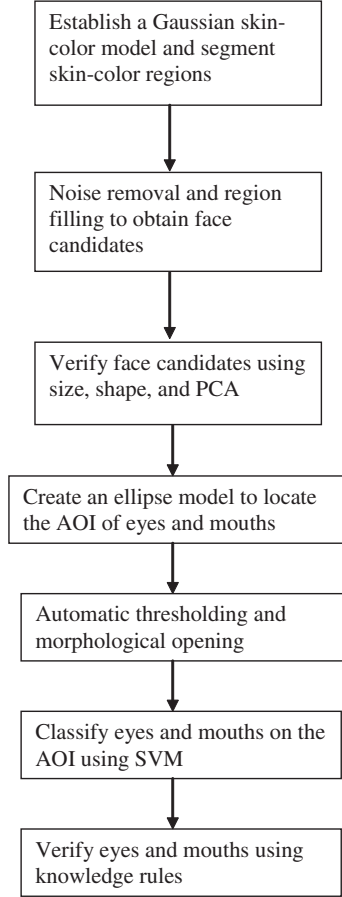 Establish a Gaussian skin-
color model and segment
skin-color regions
Noise removal and region
filling to obtain face
candidates
Verify face candidates using
size, shape, and PCA
Create an ellipse model to locate
the AOI of eyes and mouths
Automatic thresholding and
morphological opening
Classify eyes and mouths on the
AOI using SVM
Verify eyes and mouths using
knowledge rules